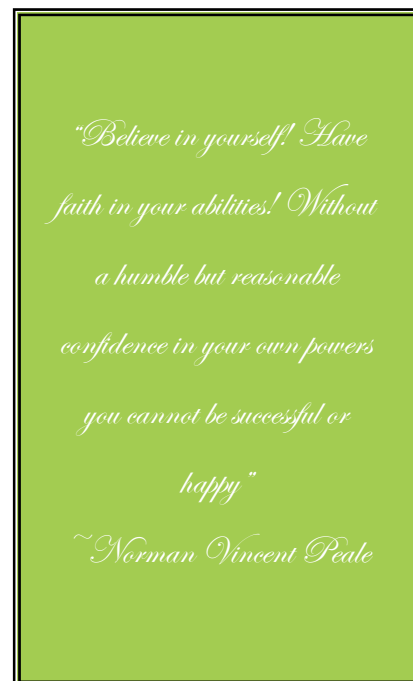 “Believe in yourself! Have
faith in your abilities! Without
a humble but reasonable
confidence in your own powers
you cannot be successful or
happy”
~Norman Vincent Peale